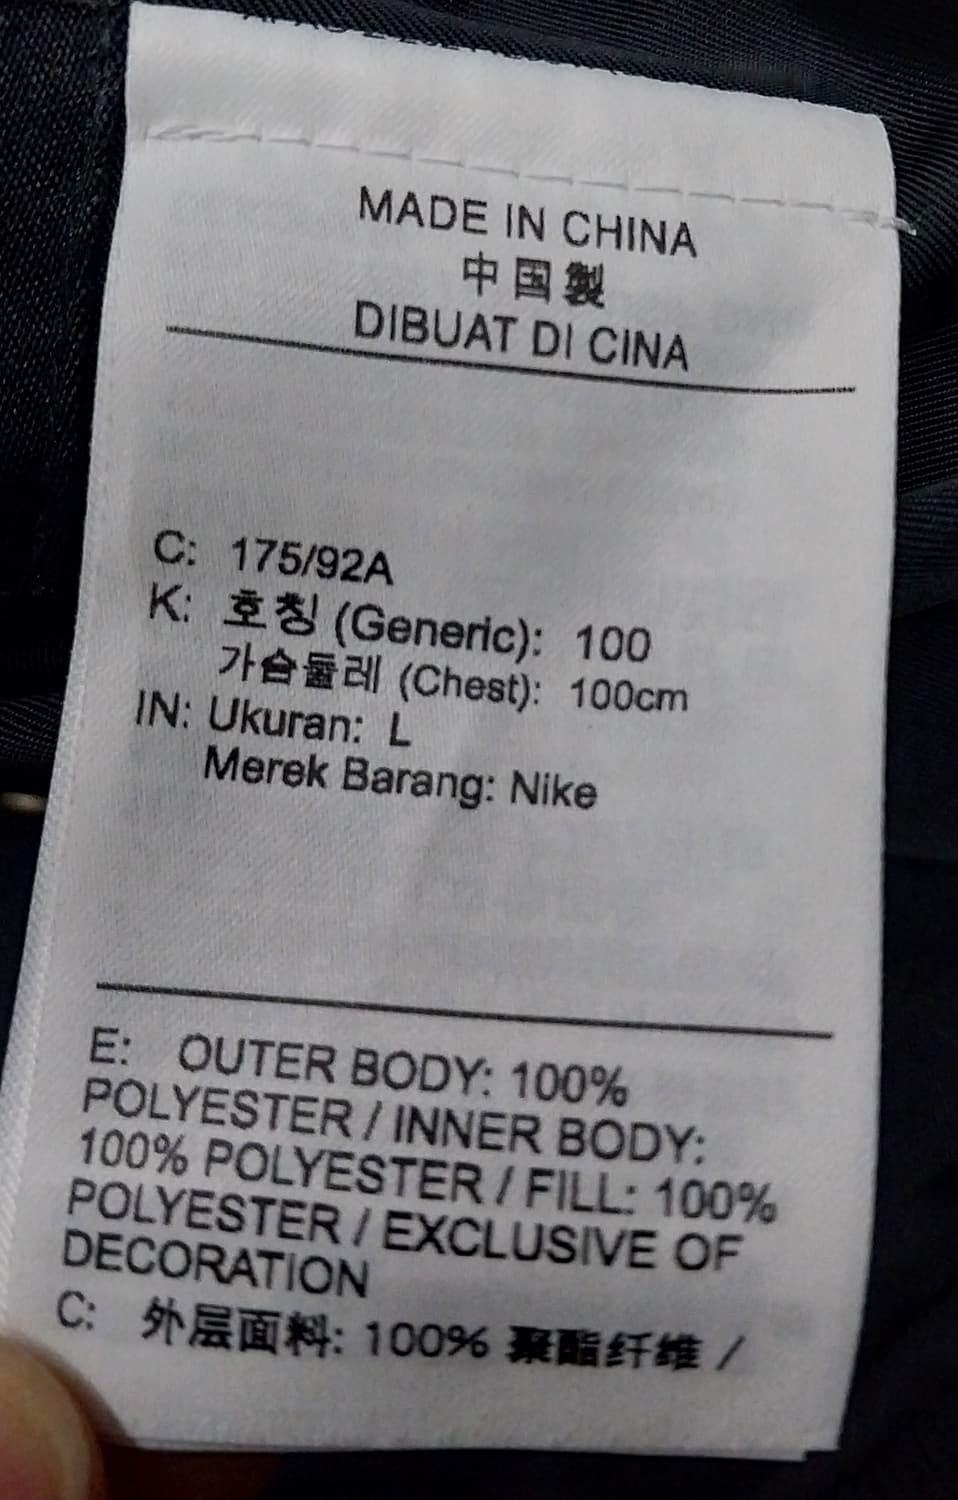 MADE IN CHINA
中国製
DIBUAT DI CINA
C: 175/92A
K: 호칭 (Generic): 100
가슴둘레 (Chest): 100cm
IN: Ukuran: L
Merek Barang: Nike
E: OUTER BODY: 100%
POLYESTER / INNER BODY:
100% POLYESTER / FILL: 100%
POLYESTER / EXCLUSIVE OF
DECORATION
C: 外层面料: 100% 聚酯纤维 /